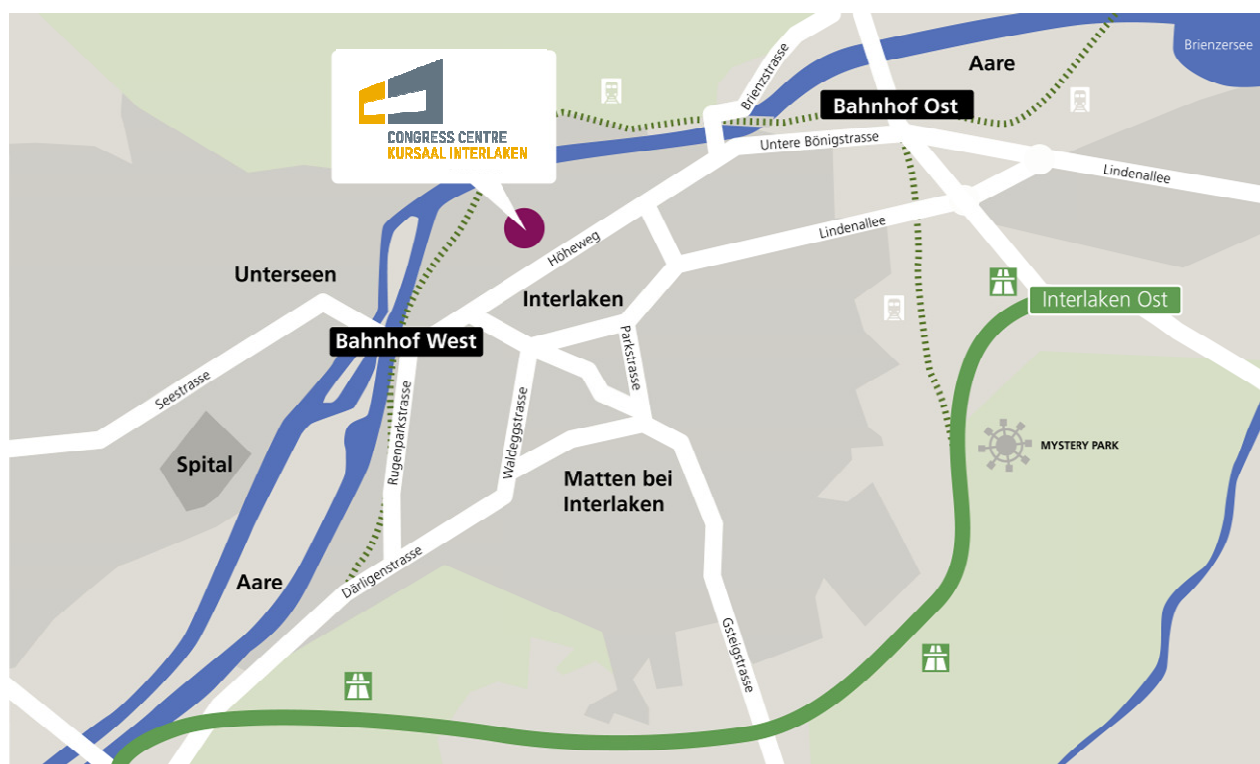 Brienzersee
Aare
Brienzstrasse
Bahnhof Ost
CONGRESS CENTRE
KURSAAL INTERLAKEN
Untere Bönigstrasse
Lindenallee
Lindenallee
Höheweg
Unterseen
Interlaken
Interlaken Ost
Bahnhof West
Parkstrasse
Seestrasse
Rugenparkstrasse
Waldeggstrasse
MYSTERY PARK
Spital
Matten bei
Interlaken
Aare
Därligenstrasse
Gsteigstrasse